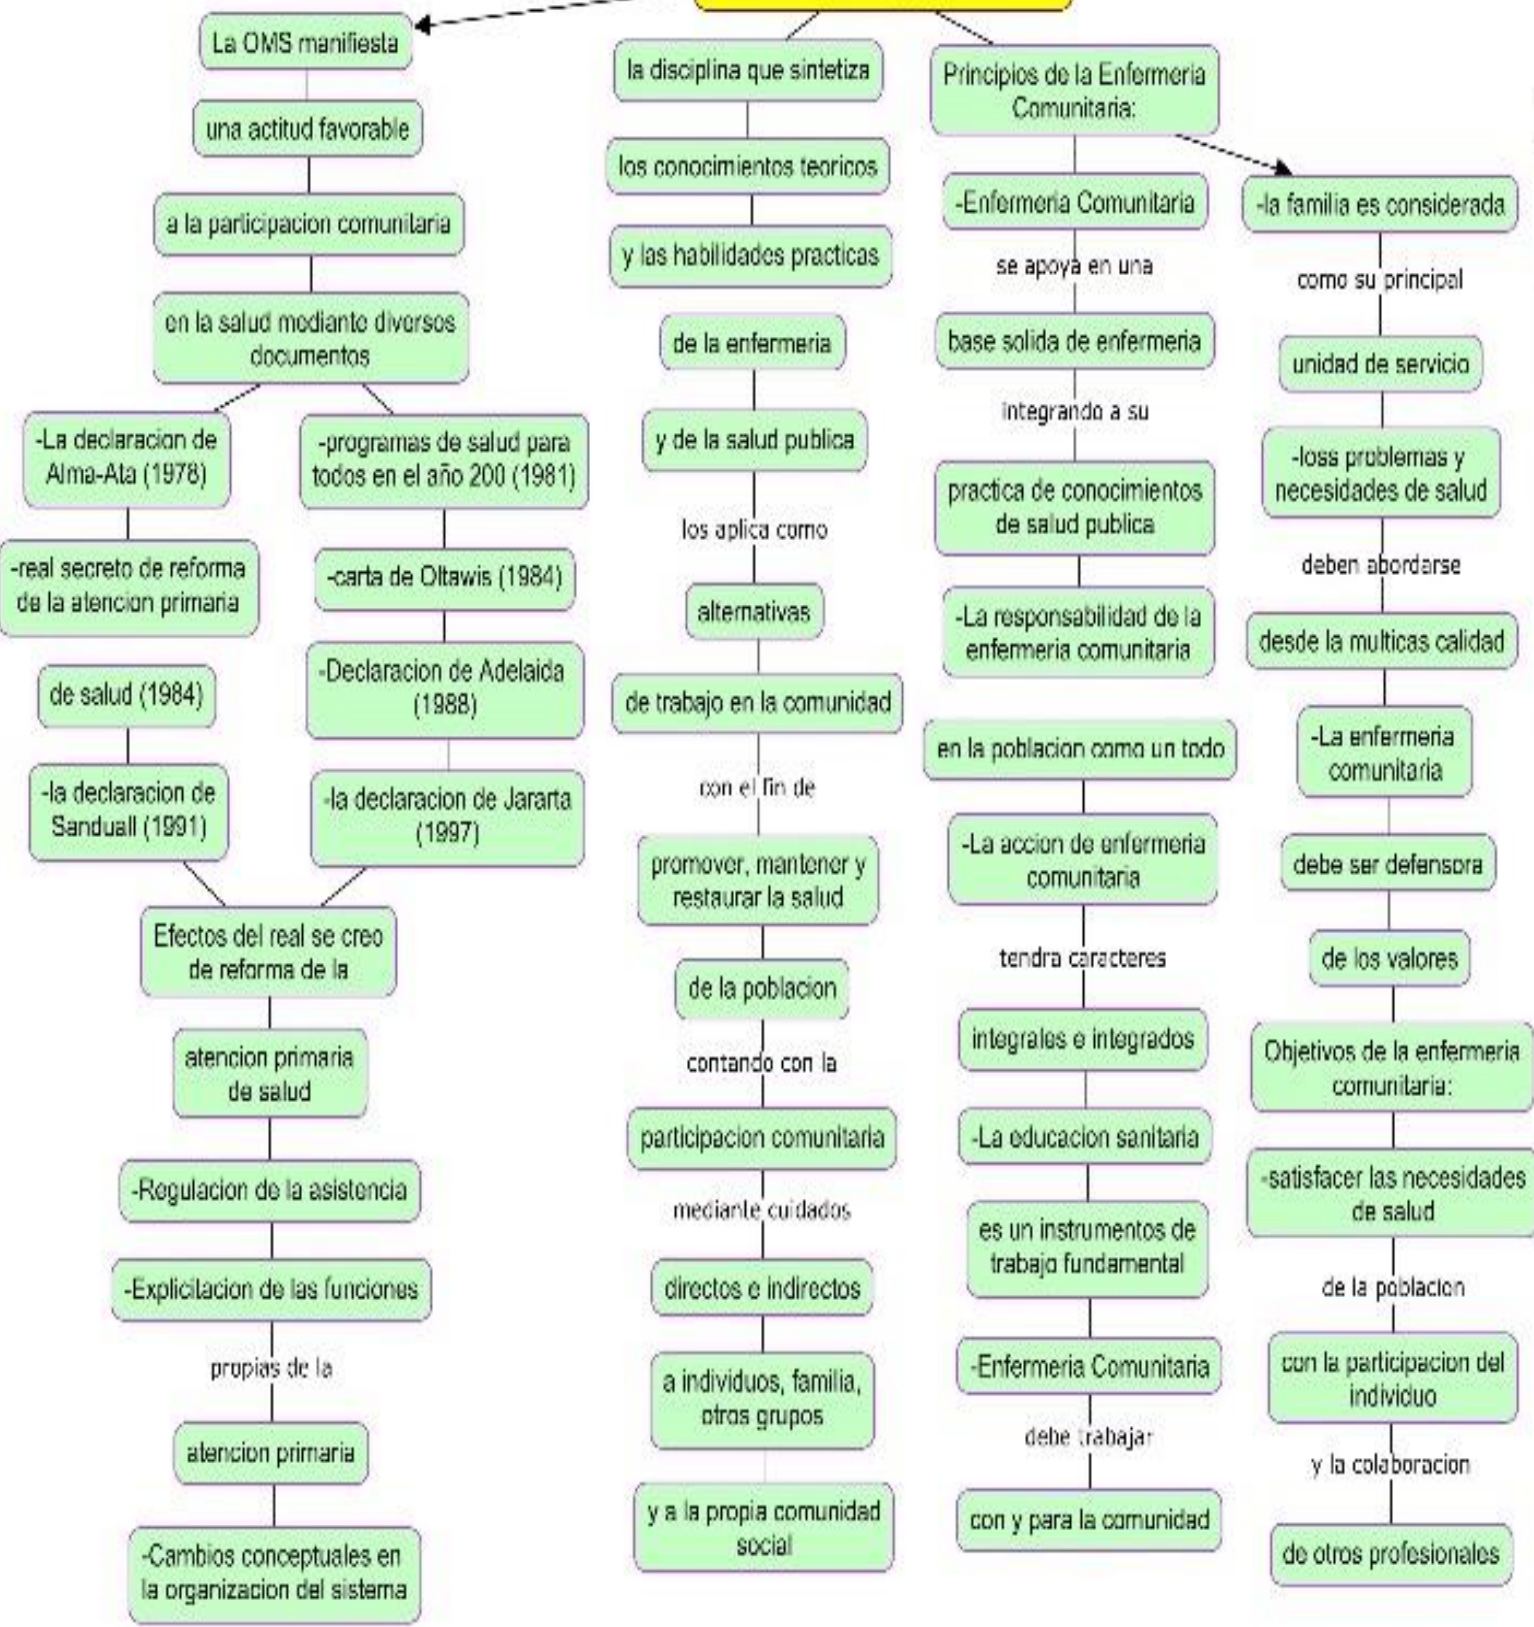 La OMS manifiesta
una actitud favorable
a la participacion comunitaria
en la salud mediante diversos
documentos
-La declaracion de
Alma-Ata (1978)
-real secreto de reforma
de la atencion primaria
de salud (1984)
-la declaracion de
Sanduall (1991)
-programas de salud para
todos en el año 200 (1981)
-carta de Oltawis (1984)
-Declaracion de Adelaida
(1988)
-la declaracion de Jararta
(1997)
Efectos del real se creo
de reforma de la
atencion primaria
de salud
-Regulacion de la asistencia
-Explicitacion de las funciones
propias de la
atencion primaria
-Cambios conceptuales en
la organizacion del sistema
la disciplina que sintetiza
los conocimientos teoricos
y las habilidades practicas
de la enfermeria
y de la salud publica
los aplica como
alternativas
de trabajo en la comunidad
con el fin de
promover, mantener y
restaurar la salud
de la poblacion
contando con la
participacion comunitaria
mediante cuidados
directos e indirectos
a individuos, familia,
otros grupos
y a la propia comunidad
social
Principios de la Enfermeria
Comunitaria:
-Enfermeria Comunitaria
se apoya en una
base solida de enfermeria
integrando a su
practica de conocimientos
de salud publica
-La responsabilidad de la
enfermeria comunitaria
en la poblacion como un todo
-La accion de enfermeria
comunitaria
tendra caracteres
integrales e integrados
-La educacion sanitaria
es un instrumentos de
trabajo fundamental
-Enfermeria Comunitaria
debe trabajar
con y para la comunidad
-la familia es considerada
como su principal
unidad de servicio
-loss problemas y
necesidades de salud
deben abordarse
desde la multicas calidad
-La enfermeria
comunitaria
debe ser defensora
de los valores
Objetivos de la enfermeria
comunitaria:
-satisfacer las necesidades
de salud
de la poblacion
con la participacion del
individuo
y la colaboracion
de otros profesionales